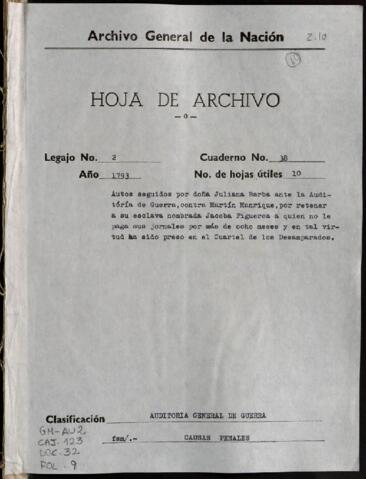 Archivo General de la Nación
2.10
HOJA DE ARCHIVO
—o—
Legajo No. 2 Cuaderno No. 38
Año 1793 No. de hojas útiles 10
Autos seguidos por doña Juliana Barba ante la Audi-
tóría de Guerra, contra Martín Manrique, por retener
a su esclava nombrada Jacoba Figueroa a quien no le
paga sus jornales por más de ocho meses y en tal vir-
tud ha sido preso en el Cuartel de los Desamparados.
Clasificación AUDITORIA GENERAL DE GUERRA
GM-AU2
CAJ. 123 fsm/.- CAUSAS PENALES
DOC. 32
FOL. 9